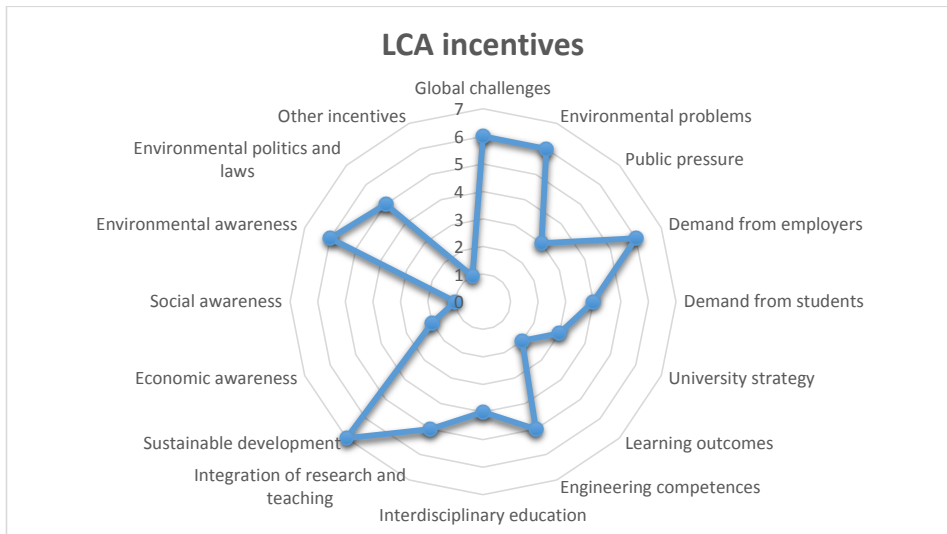 LCA incentives
Global challenges
Other incentives
Environmental problems
Environmental politics and
laws
Public pressure
Environmental awareness
Demand from employers
Social awareness
Demand from students
Economic awareness
University strategy
Sustainable development
Learning outcomes
Integration of research and
teaching
Engineering competences
Interdisciplinary education
7
6
5
4
3
2
1
0